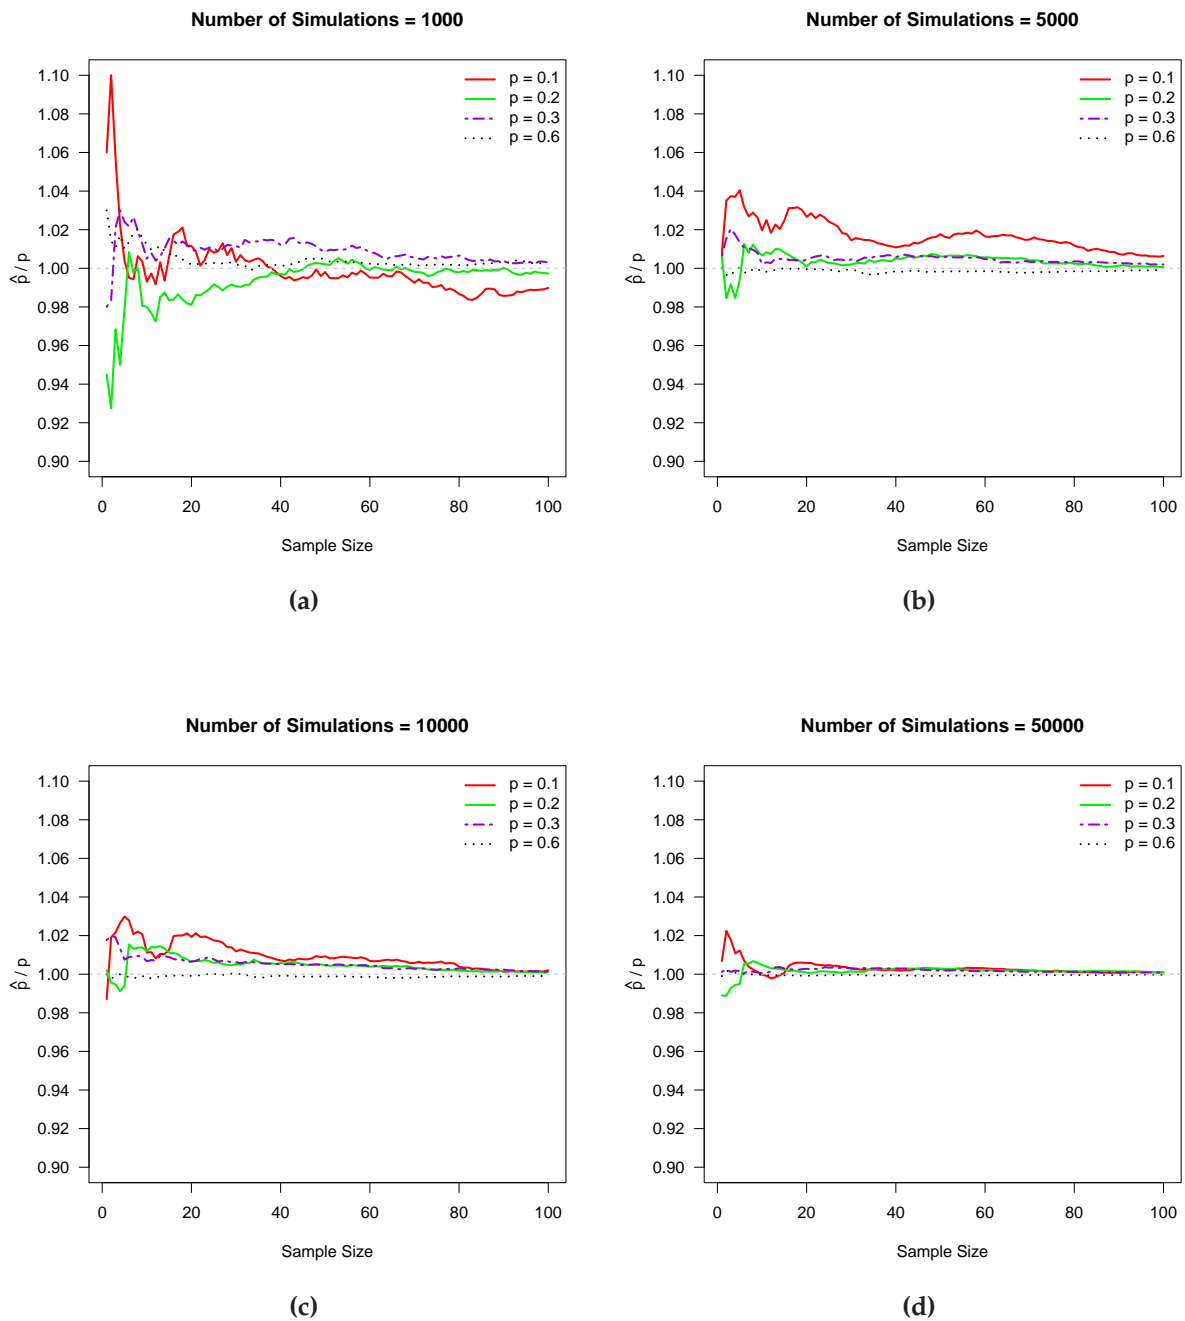 Number of Simulations = 1000
p = 0.1
p = 0.2
p = 0.3
p = 0.6
1.10
1.08
1.06
1.04
1.02
1.00
0.98
0.96
0.94
0.92
0.90
p̂ / p
0 20 40 60 80 100
Sample Size
(a)
Number of Simulations = 5000
p = 0.1
p = 0.2
p = 0.3
p = 0.6
1.10
1.08
1.06
1.04
1.02
1.00
0.98
0.96
0.94
0.92
0.90
p̂ / p
0 20 40 60 80 100
Sample Size
(b)
Number of Simulations = 10000
p = 0.1
p = 0.2
p = 0.3
p = 0.6
1.10
1.08
1.06
1.04
1.02
1.00
0.98
0.96
0.94
0.92
0.90
p̂ / p
0 20 40 60 80 100
Sample Size
(c)
Number of Simulations = 50000
p = 0.1
p = 0.2
p = 0.3
p = 0.6
1.10
1.08
1.06
1.04
1.02
1.00
0.98
0.96
0.94
0.92
0.90
p̂ / p
0 20 40 60 80 100
Sample Size
(d)